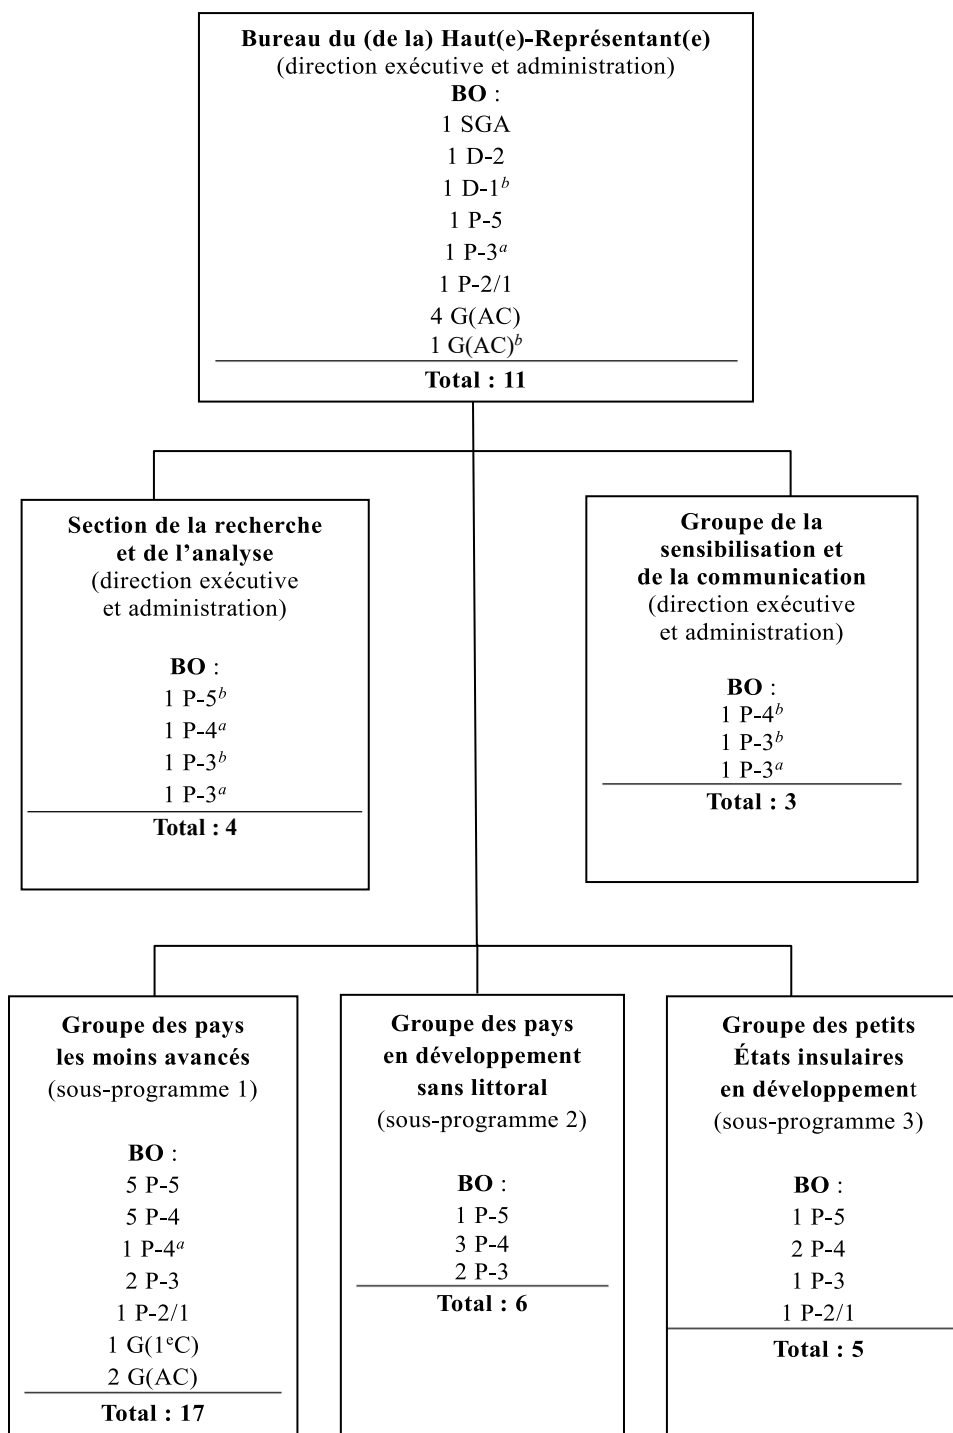 Bureau du (de la) Haut(e)-Représentant(e)
(direction exécutive et administration)
BO :
1 SGA
1 D-2
1 D-1ᵇ
1 P-5
1 P-3ᵃ
1 P-2/1
4 G(AC)
1 G(AC)ᵇ
Total : 11
Section de la recherche
et de l’analyse
(direction exécutive
et administration)
BO :
1 P-5ᵇ
1 P-4ᵃ
1 P-3ᵇ
1 P-3ᵃ
Total : 4
Groupe de la
sensibilisation et
de la communication
(direction exécutive
et administration)
BO :
1 P-4ᵇ
1 P-3ᵇ
1 P-3ᵃ
Total : 3
Groupe des pays
les moins avancés
(sous-programme 1)
BO :
5 P-5
5 P-4
1 P-4ᵃ
2 P-3
1 P-2/1
1 G(1ᵉC)
2 G(AC)
Total : 17
Groupe des pays
en développement
sans littoral
(sous-programme 2)
BO :
1 P-5
3 P-4
2 P-3
Total : 6
Groupe des petits
États insulaires
en développement
(sous-programme 3)
BO :
1 P-5
2 P-4
1 P-3
1 P-2/1
Total : 5